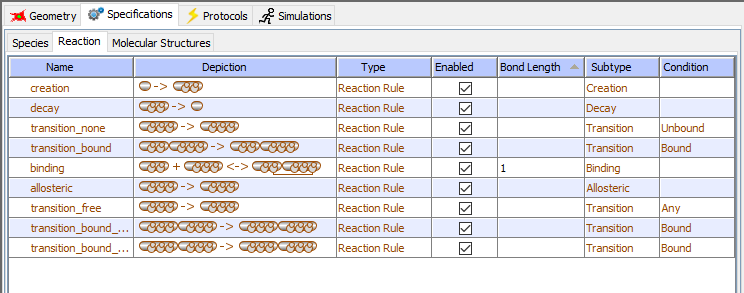 Geometry Specifications Protocols Simulations
Species Reaction Molecular Structures
Name Depiction Type Enabled Bond Length Subtype Condition
creation -> Reaction Rule Creation
decay -> Reaction Rule Decay
transition_none -> Reaction Rule Transition Unbound
transition_bound -> Reaction Rule Transition Bound
binding + <-> Reaction Rule 1 Binding
allosteric -> Reaction Rule Allosteric
transition_free -> Reaction Rule Transition Any
transition_bound_... -> Reaction Rule Transition Bound
transition_bound_... -> Reaction Rule Transition Bound